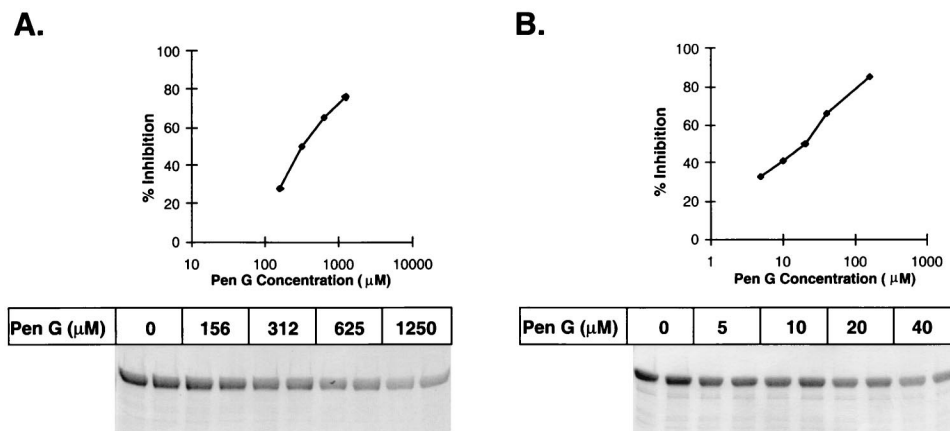 A.
100
80
60
40
20
0
% Inhibition
10 100 1000 10000
Pen G Concentration ( μM)
Pen G (μM) 0 156 312 625 1250
B.
100
80
60
40
20
0
% Inhibition
1 10 100 1000
Pen G Concentration ( μM)
Pen G (μM) 0 5 10 20 40